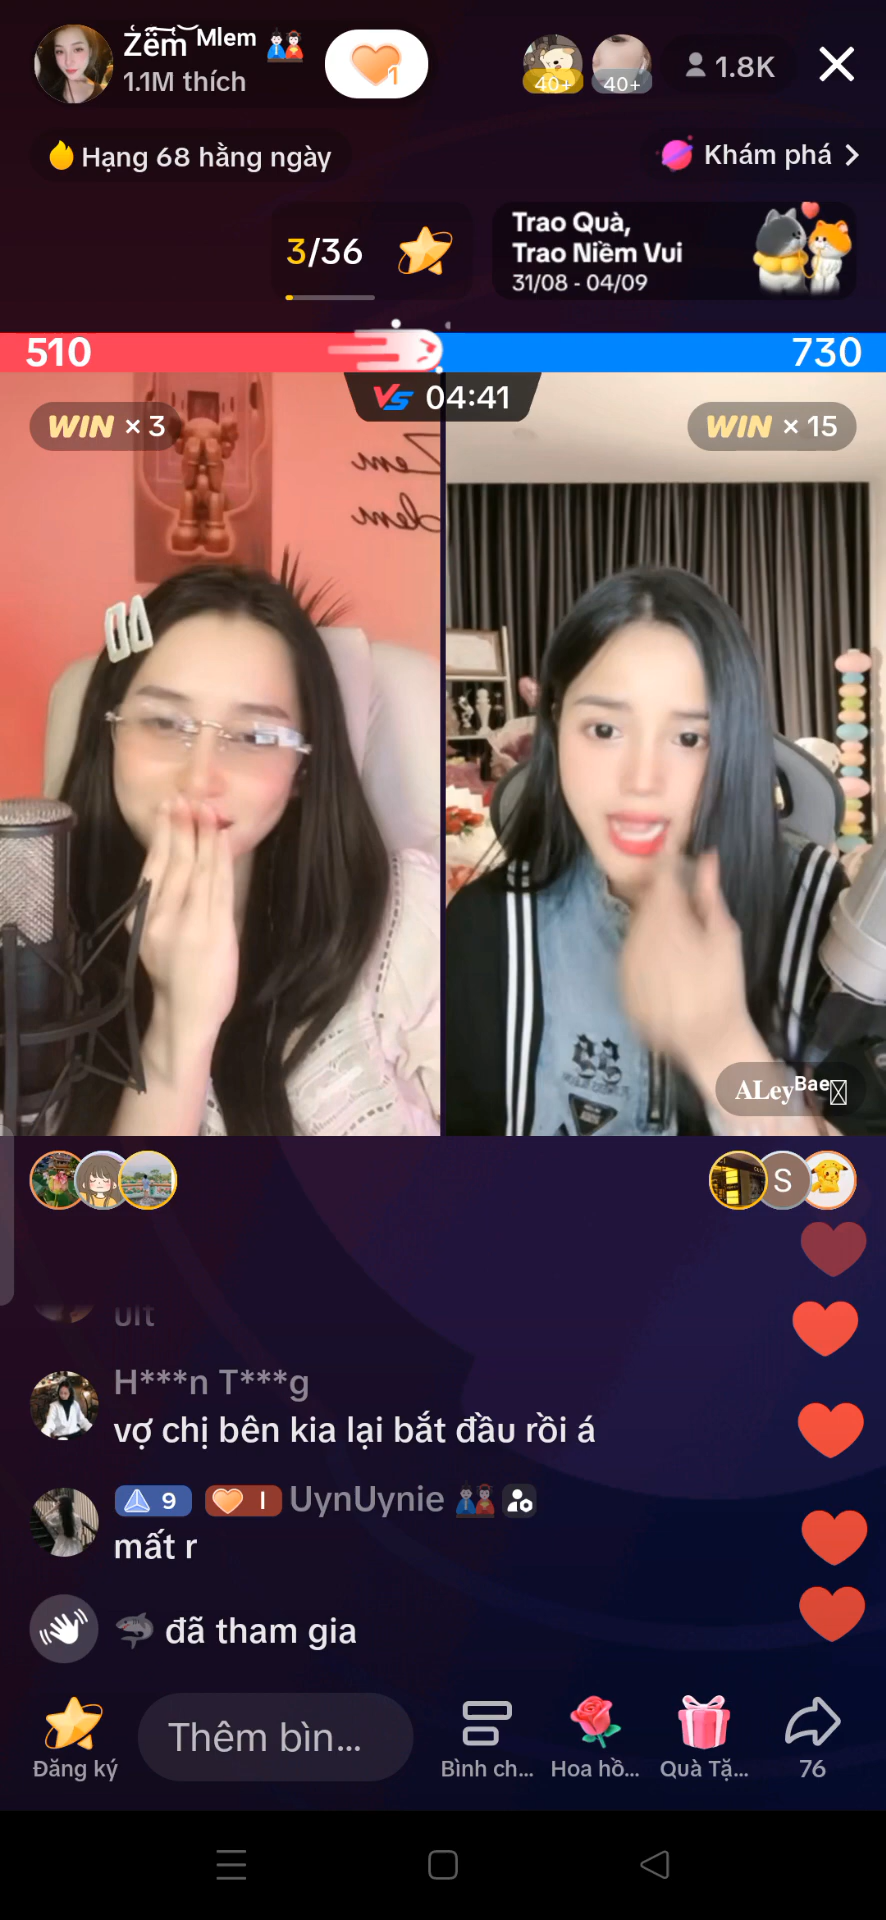 Zëm Mlem
1.1M thích
1
40+
40+
1.8K
Hạng 68 hằng ngày
Khám phá
3/36
Trao Quà,
Trao Niềm Vui
31/08 - 04/09
510
730
VS 04:41
WIN × 3
WIN × 15
Zem
ALeyBae
S
H***n T***g
vợ chị bên kia lại bắt đầu rồi á
9 I UynUynie
mất r
đã tham gia
Thêm bìn...
Đăng ký
Bình ch...
Hoa hồ...
Quà Tặ...
76